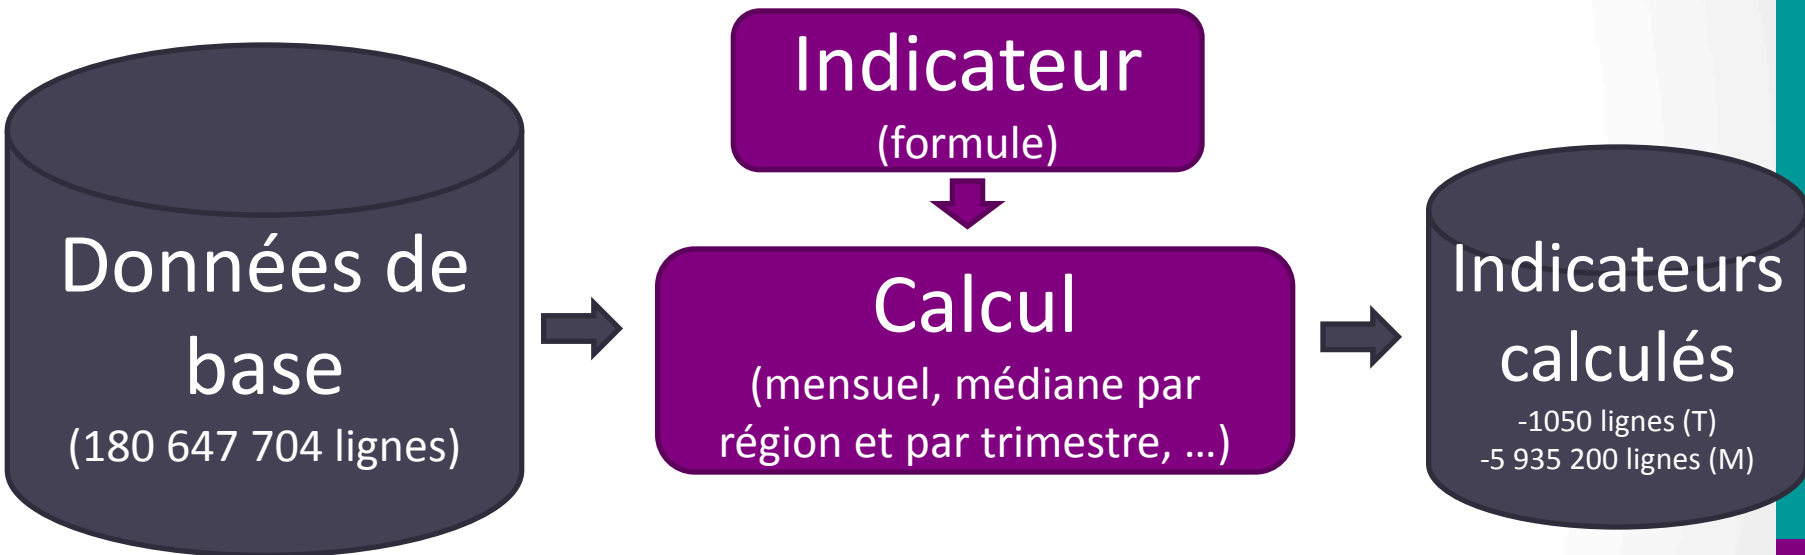 Données de
base
(180 647 704 lignes)
Indicateur
(formule)
Calcul
(mensuel, médiane par
région et par trimestre, …)
Indicateurs
calculés
-1050 lignes (T)
-5 935 200 lignes (M)